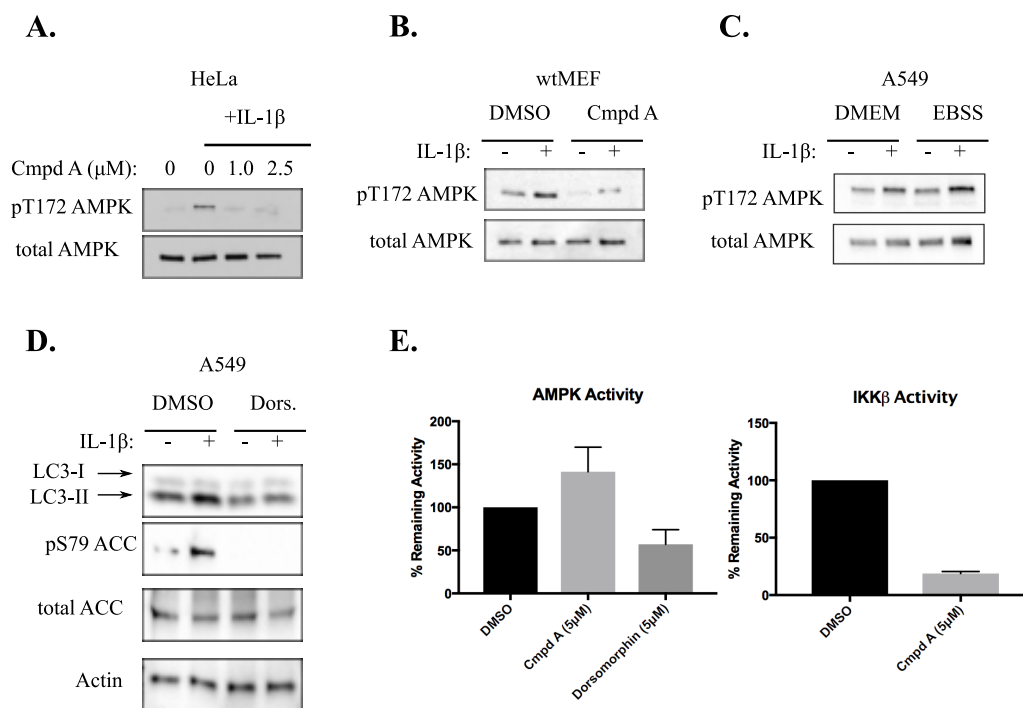 A.
HeLa
+IL-1β
Cmpd A (μM): 0 0 1.0 2.5
pT172 AMPK
total AMPK
B.
wtMEF
DMSO Cmpd A
IL-1β: - + - +
pT172 AMPK
total AMPK
C.
A549
DMEM EBSS
IL-1β: - + - +
pT172 AMPK
total AMPK
D.
A549
DMSO Dors.
IL-1β: - + - +
LC3-I
LC3-II
pS79 ACC
total ACC
Actin
E.
AMPK Activity
% Remaining Activity
200
150
100
50
0
DMSO
Cmpd A (5μM)
Dorsomorphin (5μM)
IKKβ Activity
% Remaining Activity
150
100
50
0
DMSO
Cmpd A (5μM)